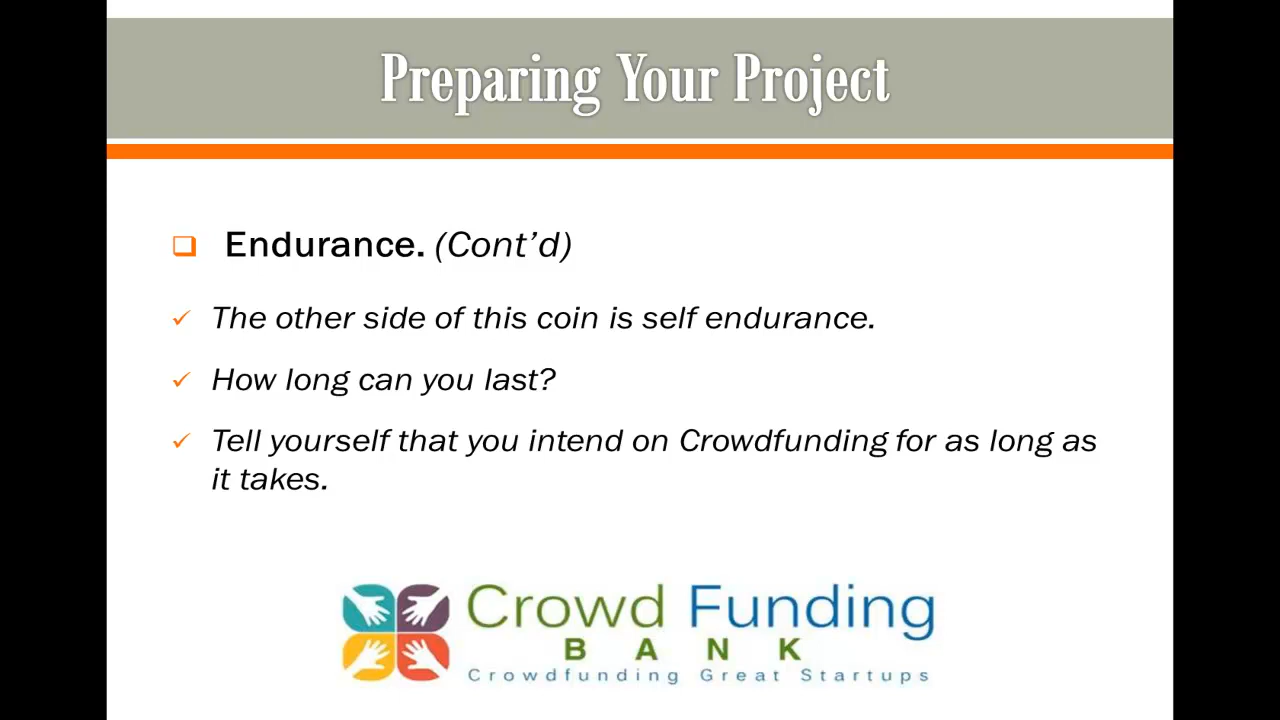 Preparing Your Project
Endurance. (Cont’d)
The other side of this coin is self endurance.
How long can you last?
Tell yourself that you intend on Crowdfunding for as long as
it takes.
Crowd Funding
BANK
Crowdfunding Great Startups